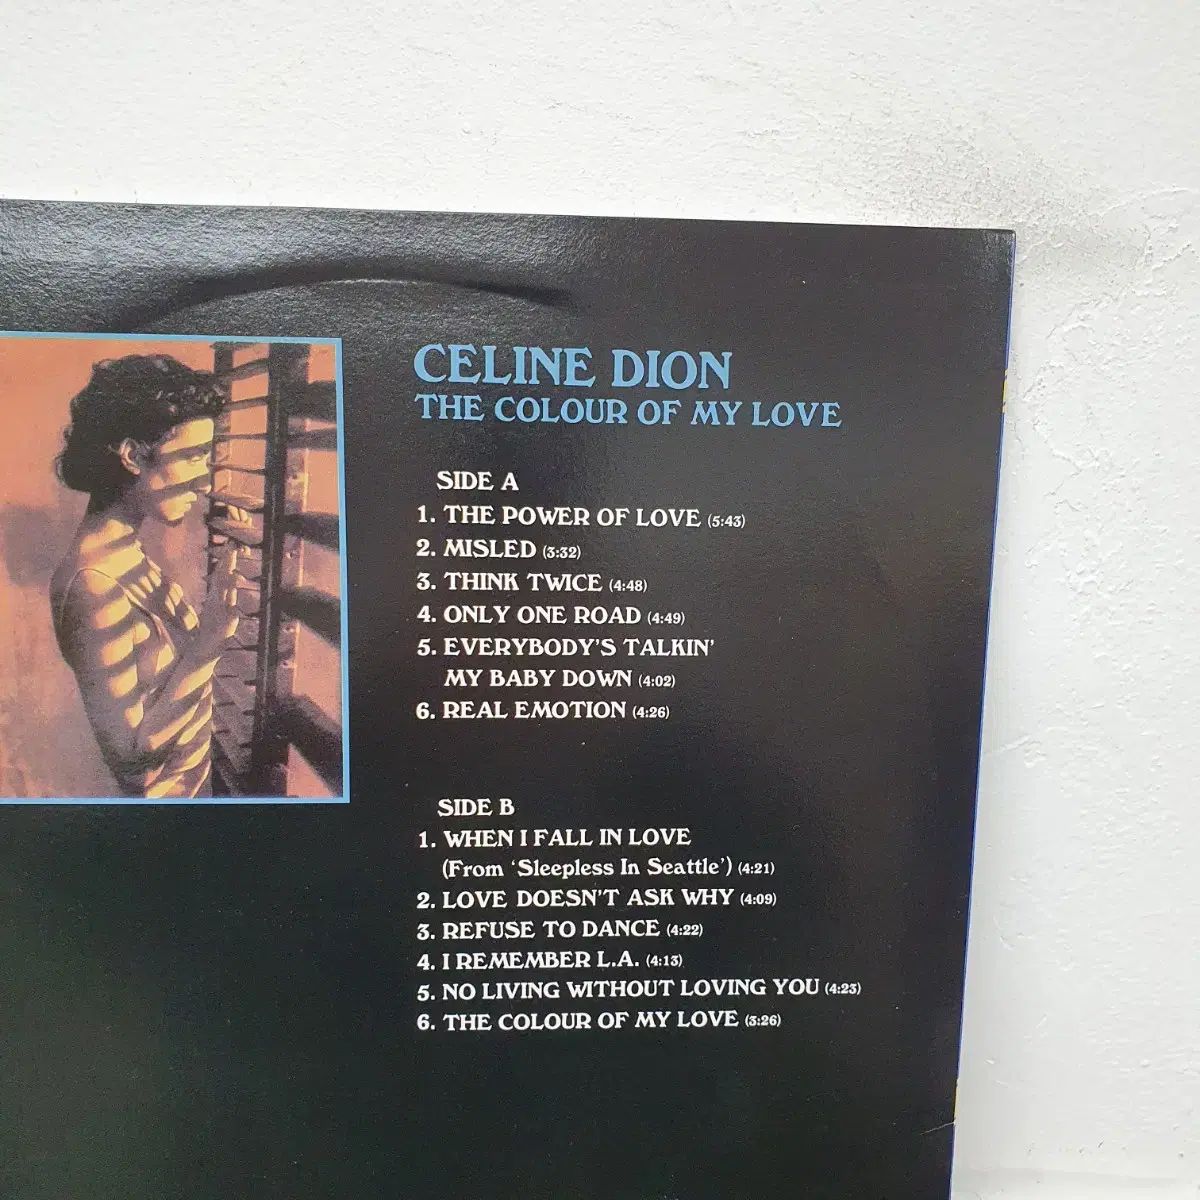 CELINE DION
THE COLOUR OF MY LOVE
SIDE A
1. THE POWER OF LOVE (5:43)
2. MISLED (3:32)
3. THINK TWICE (4:48)
4. ONLY ONE ROAD (4:49)
5. EVERYBODY'S TALKIN'
MY BABY DOWN (4:02)
6. REAL EMOTION (4:26)
SIDE B
1. WHEN I FALL IN LOVE
(From 'Sleepless In Seattle') (4:21)
2. LOVE DOESN'T ASK WHY (4:09)
3. REFUSE TO DANCE (4:22)
4. I REMEMBER L.A. (4:13)
5. NO LIVING WITHOUT LOVING YOU (4:23)
6. THE COLOUR OF MY LOVE (3:26)